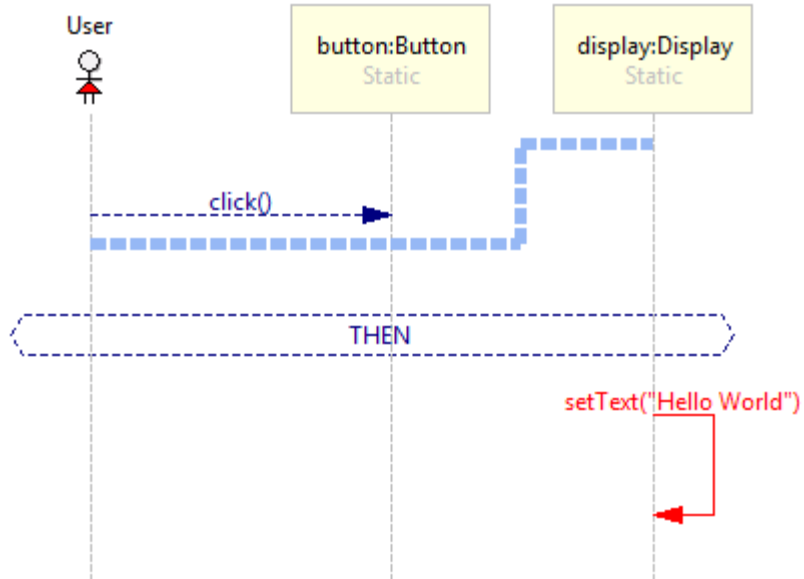 User
button:Button
Static
display:Display
Static
click()
THEN
setText("Hello World")